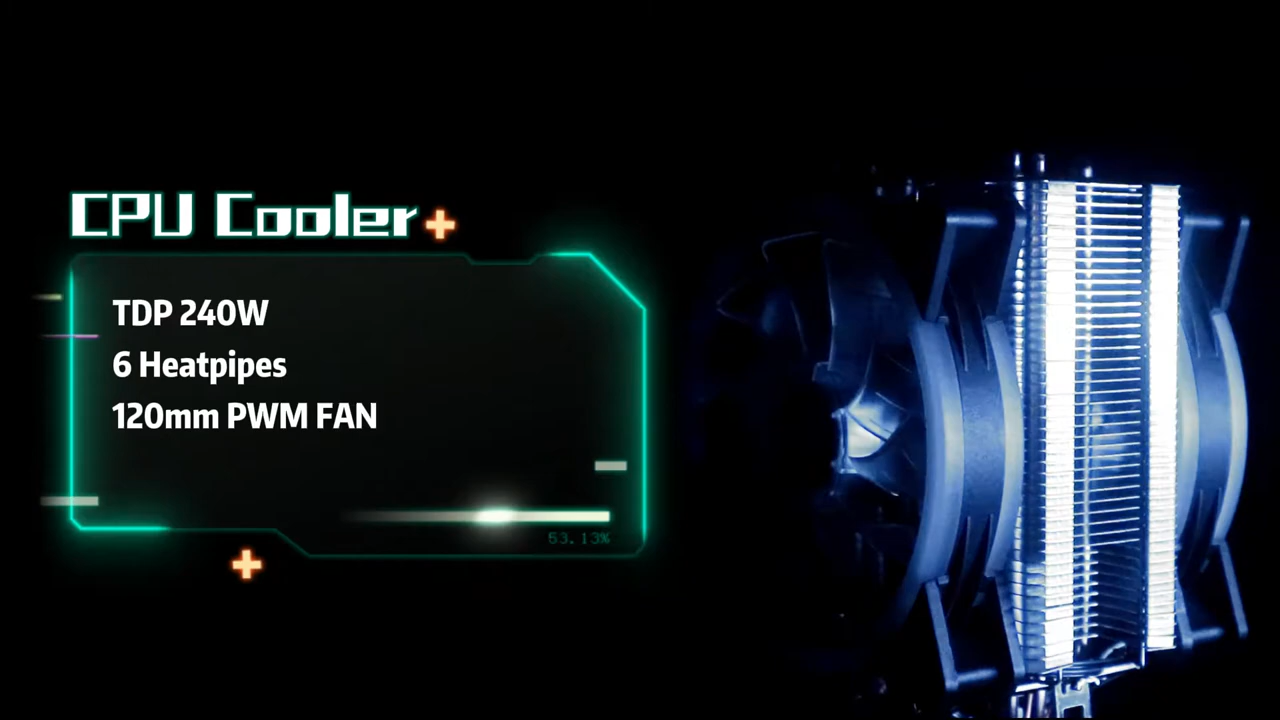 CPU Cooler
TDP 240W
6 Heatpipes
120mm PWM FAN
53.13%